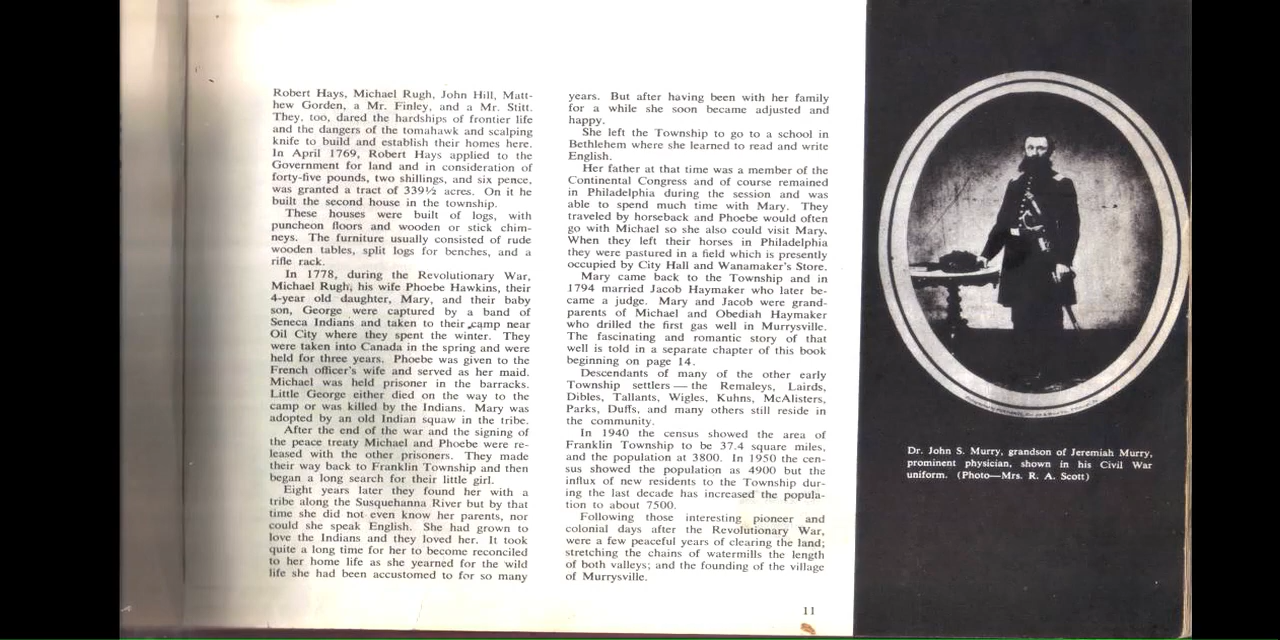 Robert Hays, Michael Rugh, John Hill, Matt-
hew Gorden, a Mr. Finley, and a Mr. Stitt.
They, too, dared the hardships of frontier life
and the dangers of the tomahawk and scalping
knife to build and establish their homes here.
In April 1769, Robert Hays applied to the
Government for land and in consideration of
forty-five pounds, two shillings, and six pence,
was granted a tract of 339½ acres. On it he
built the second house in the township.
These houses were built of logs, with
puncheon floors and wooden or stick chim-
neys. The furniture usually consisted of rude
wooden tables, split logs for benches, and a
rifle rack.
In 1778, during the Revolutionary War,
Michael Rugh, his wife Phoebe Hawkins, their
4-year old daughter, Mary, and their baby
son, George were captured by a band of
Seneca Indians and taken to their camp near
Oil City where they spent the winter. They
were taken into Canada in the spring and were
held for three years. Phoebe was given to the
French officer's wife and served as her maid.
Michael was held prisoner in the barracks.
Little George either died on the way to the
camp or was killed by the Indians. Mary was
adopted by an old Indian squaw in the tribe.
After the end of the war and the signing of
the peace treaty Michael and Phoebe were re-
leased with the other prisoners. They made
their way back to Franklin Township and then
began a long search for their little girl.
Eight years later they found her with a
tribe along the Susquehanna River but by that
time she did not even know her parents, nor
could she speak English. She had grown to
love the Indians and they loved her. It took
quite a long time for her to become reconciled
to her home life as she yearned for the wild
life she had been accustomed to for so many
years. But after having been with her family
for a while she soon became adjusted and
happy.
She left the Township to go to a school in
Bethlehem where she learned to read and write
English.
Her father at that time was a member of the
Continental Congress and of course remained
in Philadelphia during the session and was
able to spend much time with Mary. They
traveled by horseback and Phoebe would often
go with Michael so she also could visit Mary.
When they left their horses in Philadelphia
they were pastured in a field which is presently
occupied by City Hall and Wanamaker's Store.
Mary came back to the Township and in
1794 married Jacob Haymaker who later be-
came a judge. Mary and Jacob were grand-
parents of Michael and Obediah Haymaker
who drilled the first gas well in Murrysville.
The fascinating and romantic story of that
well is told in a separate chapter of this book
beginning on page 14.
Descendants of many of the other early
Township settlers — the Remaleys, Lairds,
Dibles, Tallants, Wigles, Kuhns, McAlisters,
Parks, Duffs, and many others still reside in
the community.
In 1940 the census showed the area of
Franklin Township to be 37.4 square miles,
and the population at 3800. In 1950 the cen-
sus showed the population as 4900 but the
influx of new residents to the Township dur-
ing the last decade has increased the popula-
tion to about 7500.
Following those interesting pioneer and
colonial days after the Revolutionary War,
were a few peaceful years of clearing the land;
stretching the chains of watermills the length
of both valleys; and the founding of the village
of Murrysville.
11
Dr. John S. Murry, grandson of Jeremiah Murry,
prominent physician, shown in his Civil War
uniform. (Photo—Mrs. R. A. Scott)